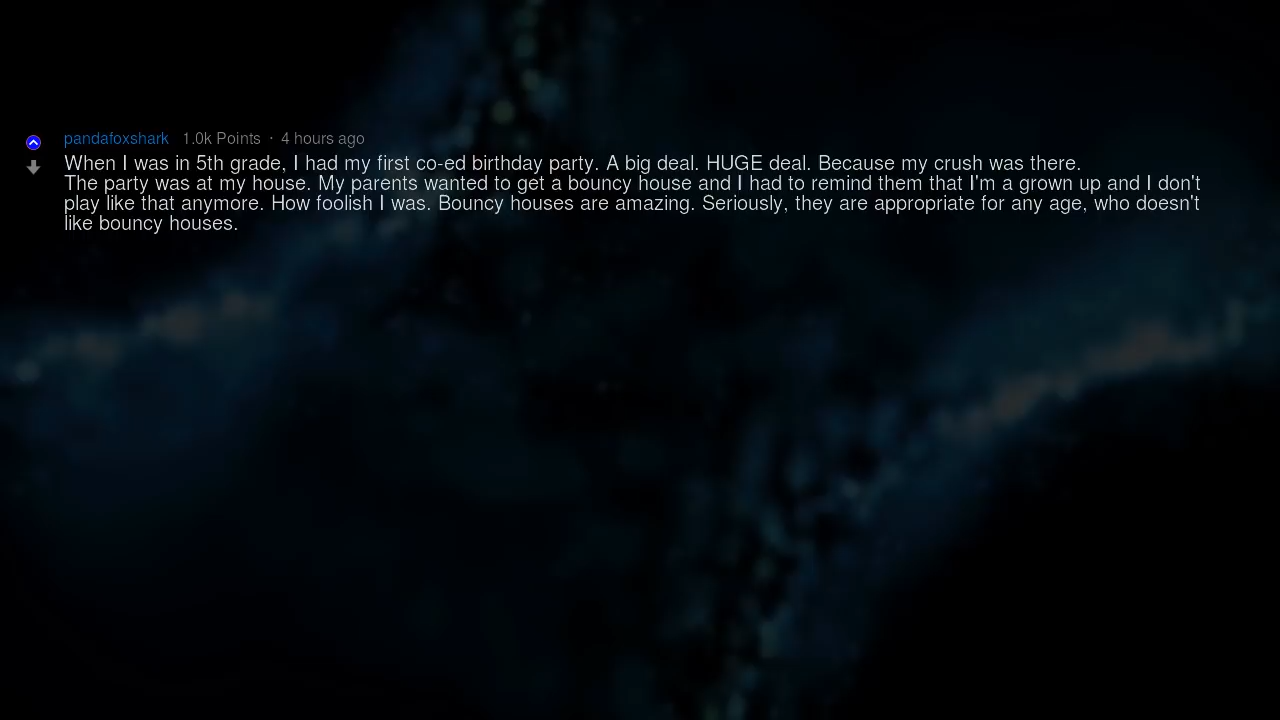 pandafoxshark 1.0k Points · 4 hours ago
When I was in 5th grade, I had my first co-ed birthday party. A big deal. HUGE deal. Because my crush was there.
The party was at my house. My parents wanted to get a bouncy house and I had to remind them that I'm a grown up and I don't
play like that anymore. How foolish I was. Bouncy houses are amazing. Seriously, they are appropriate for any age, who doesn't
like bouncy houses.